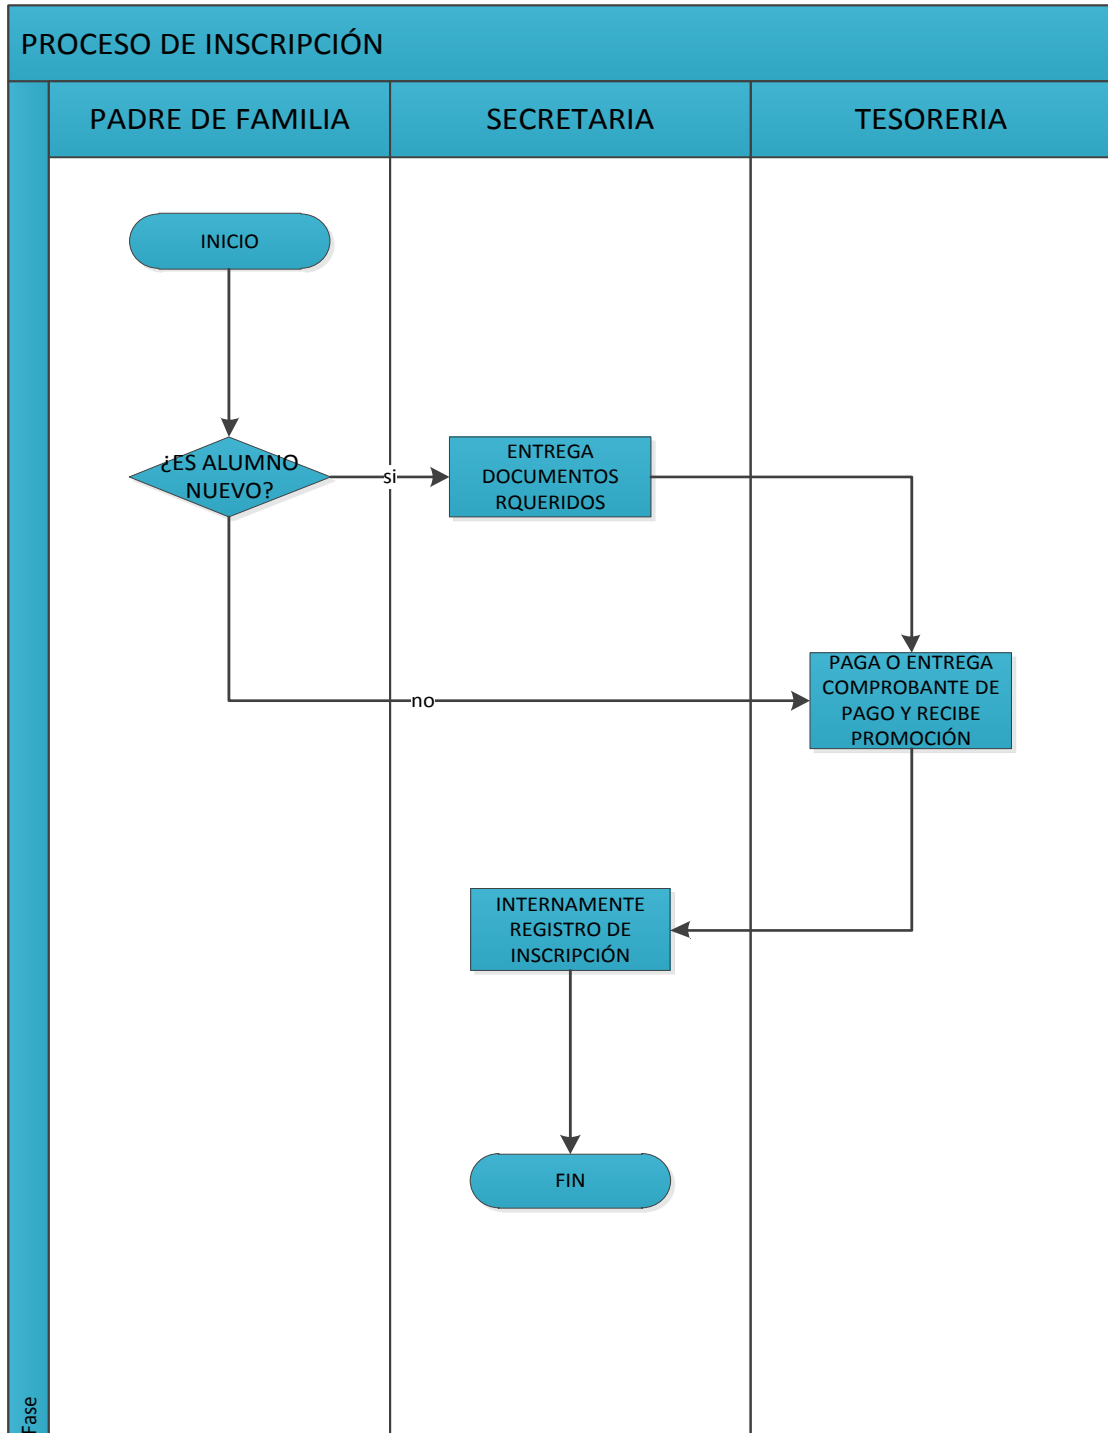 PROCESO DE INSCRIPCIÓN
PADRE DE FAMILIA
SECRETARIA
TESORERIA
INICIO
¿ES ALUMNO
NUEVO?
si
ENTREGA
DOCUMENTOS
RQUERIDOS
no
PAGA O ENTREGA
COMPROBANTE DE
PAGO Y RECIBE
PROMOCIÓN
INTERNAMENTE
REGISTRO DE
INSCRIPCIÓN
FIN
Fase